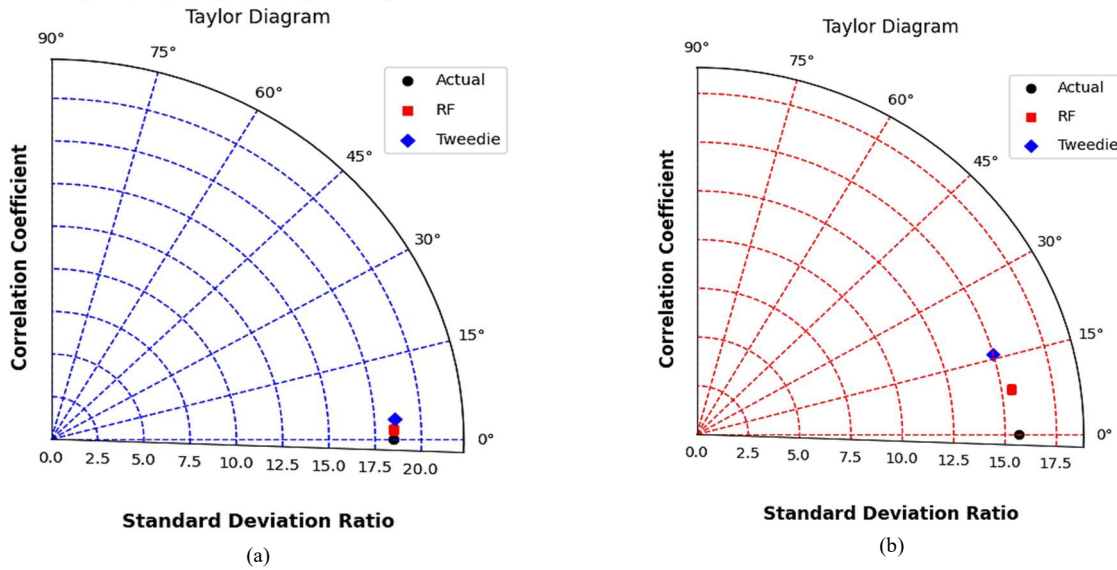 Taylor Diagram
90°
75°
60°
45°
30°
15°
0°
Actual
RF
Tweedie
Correlation Coefficient
0.0 2.5 5.0 7.5 10.0 12.5 15.0 17.5 20.0
Standard Deviation Ratio
(a)
Taylor Diagram
90°
75°
60°
45°
30°
15°
0°
Actual
RF
Tweedie
Correlation Coefficient
0.0 2.5 5.0 7.5 10.0 12.5 15.0 17.5
Standard Deviation Ratio
(b)